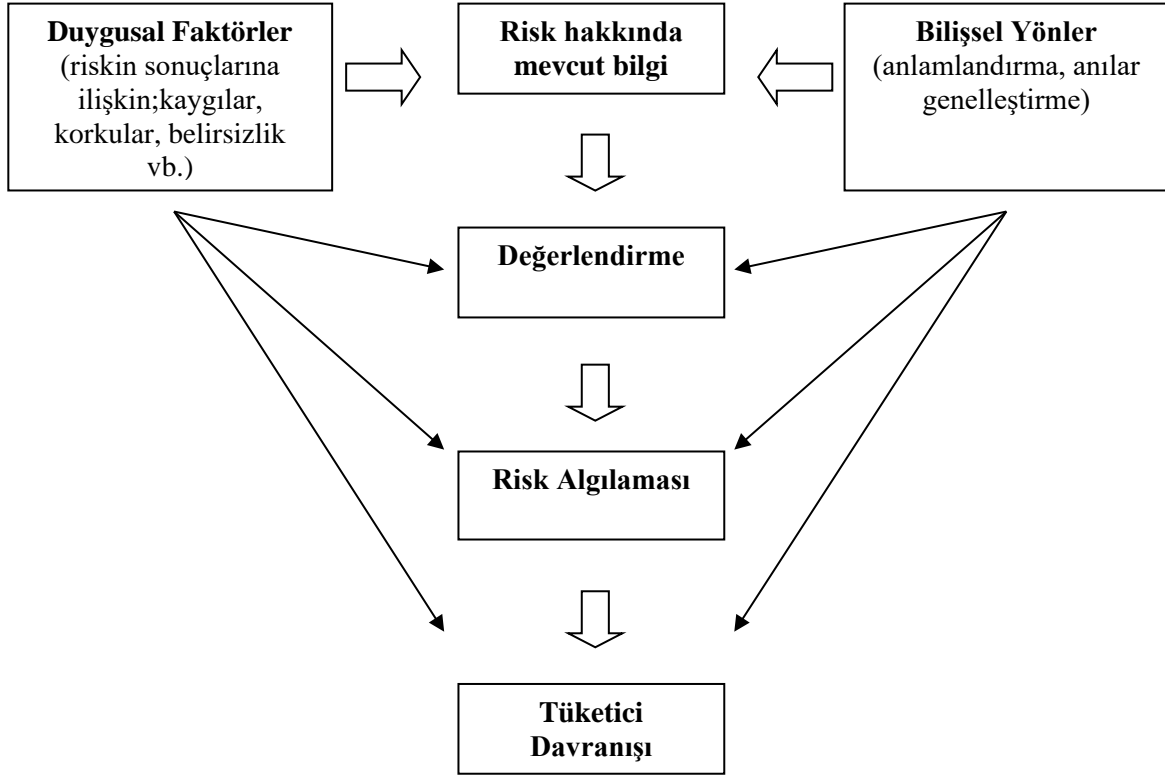 Duygusal Faktörler
(riskin sonuçlarına
ilişkin;kaygılar,
korkular, belirsizlik
vb.)
Risk hakkında
mevcut bilgi
Bilişsel Yönler
(anlamlandırma, anılar
genelleştirme)
Değerlendirme
Risk Algılaması
Tüketici
Davranışı